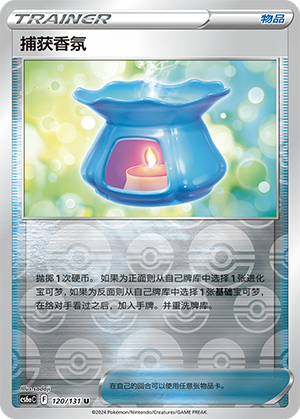 TRAINER
物品
捕获香氛
抛掷1次硬币。如果为正面则从自己牌库中选择1张进化
宝可梦,如果为反面则从自己牌库中选择1张基础宝可梦,
在给对手看过之后,加入手牌。并重洗牌库。
CS6aC G 120/131 U
在自己的回合可以使用任意张物品卡。
©2024 Pokémon/Nintendo/Creatures/GAME FREAK.